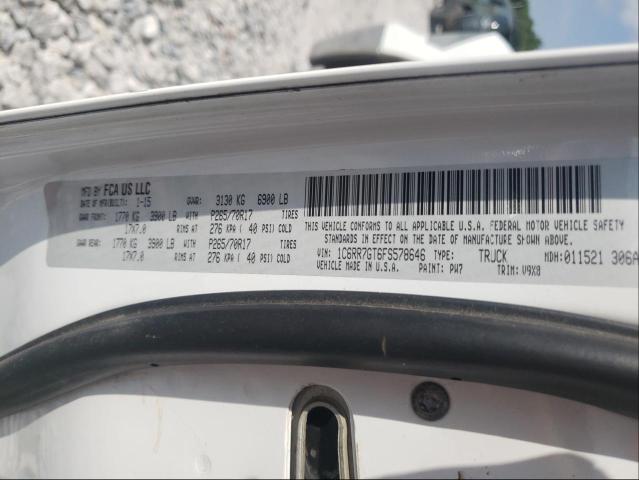 MFD BY FCA US LLC
DATE OF MFR/BUILT: 1-15 GVWR: 3130 KG 6900 LB
GAWR FRONT: 1770 KG 3900 LB WITH P265/70R17 TIRES
17X7.0 RIMS AT 276 KPA ( 40 PSI) COLD
GAWR REAR: 1770 KG 3900 LB WITH P265/70R17 TIRES
17X7.0 RIMS AT 276 KPA ( 40 PSI) COLD
THIS VEHICLE CONFORMS TO ALL APPLICABLE U.S.A. FEDERAL MOTOR VEHICLE SAFETY
STANDARDS IN EFFECT ON THE DATE OF MANUFACTURE SHOWN ABOVE.
VIN: 1C6RR7GT6FS578646 TYPE: TRUCK MDH: 011521 306A
VEHICLE MADE IN U.S.A. PAINT: PW7 TRIM: V9X8